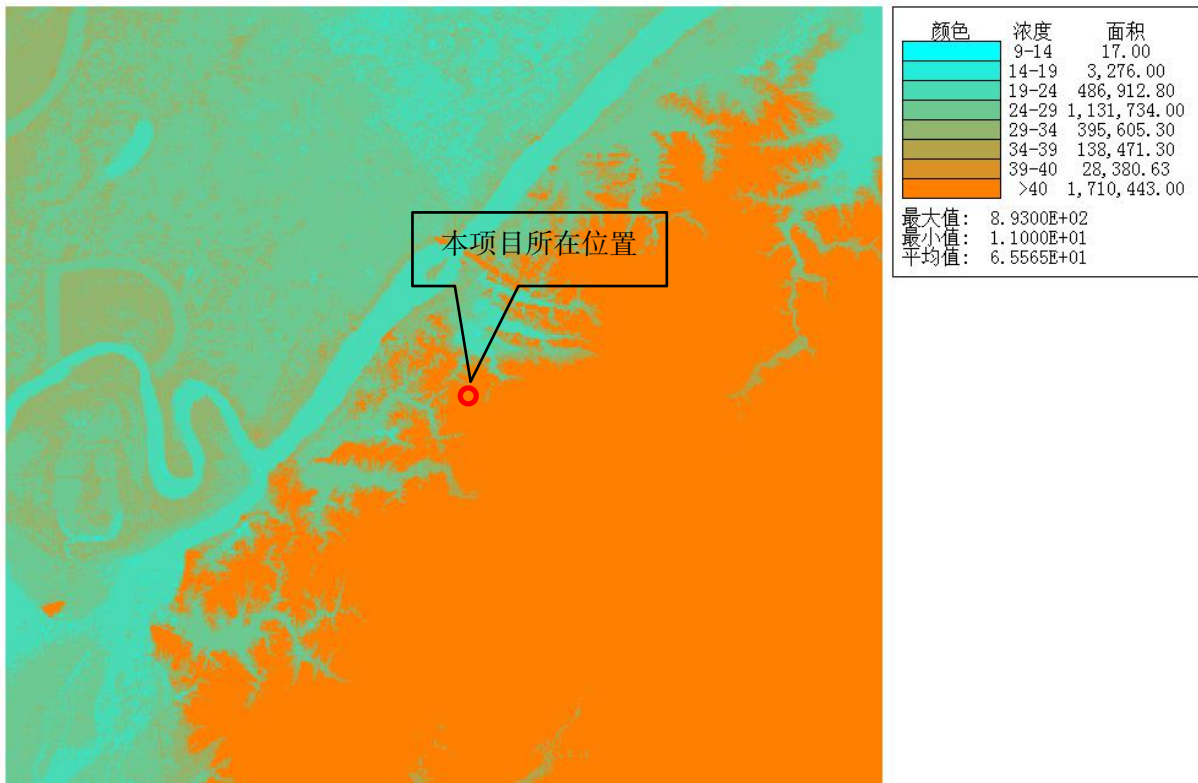 本项目所在位置
颜色 浓度 面积
9-14 17.00
14-19 3,276.00
19-24 486,912.80
24-29 1,131,734.00
29-34 395,605.30
34-39 138,471.30
39-40 28,380.63
>40 1,710,443.00
最大值: 8.9300E+02
最小值: 1.1000E+01
平均值: 6.5565E+01